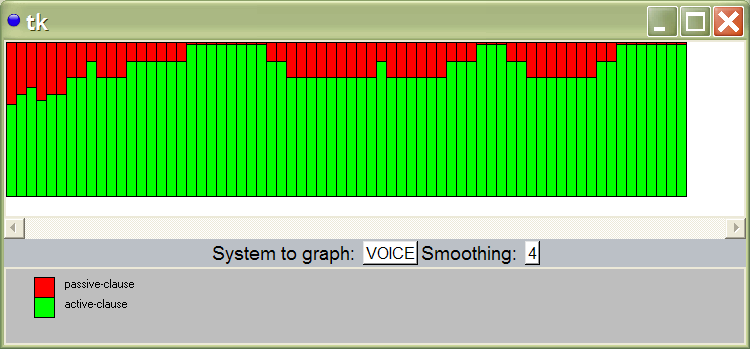 tk
System to graph: VOICE Smoothing: 4
passive-clause
active-clause